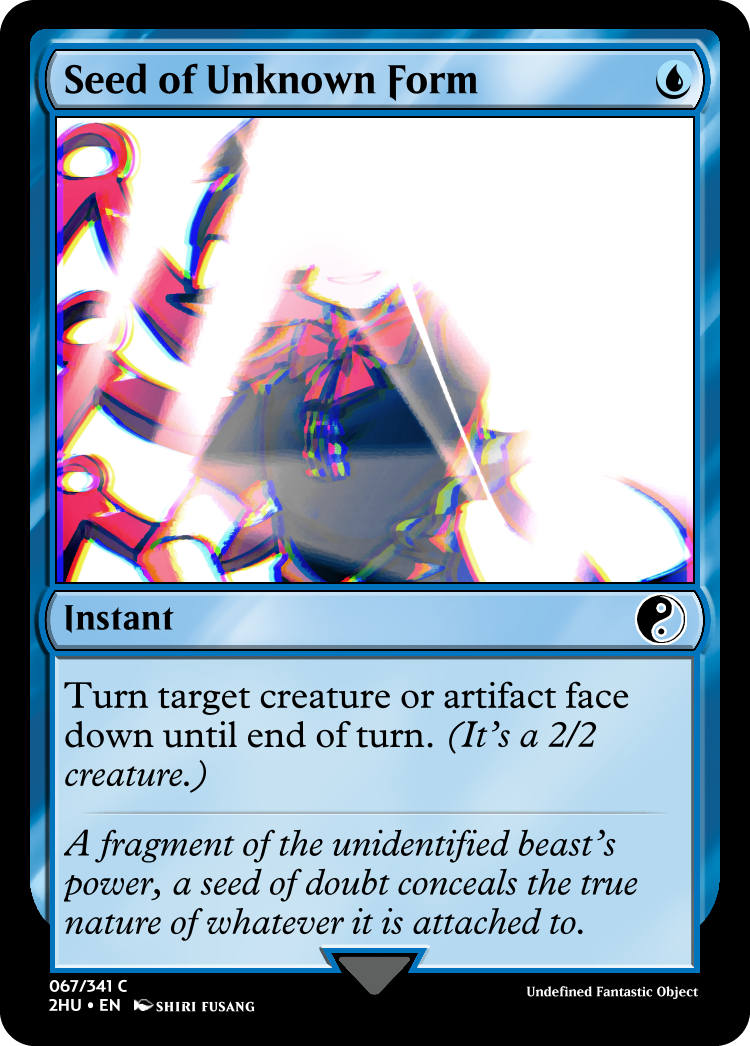 Seed of Unknown Form
Instant
Turn target creature or artifact face
down until end of turn. (It's a 2/2
creature.)
A fragment of the unidentified beast's
power, a seed of doubt conceals the true
nature of whatever it is attached to.
067/341 C
2HU • EN SHIRI FUSANG
Undefined Fantastic Object